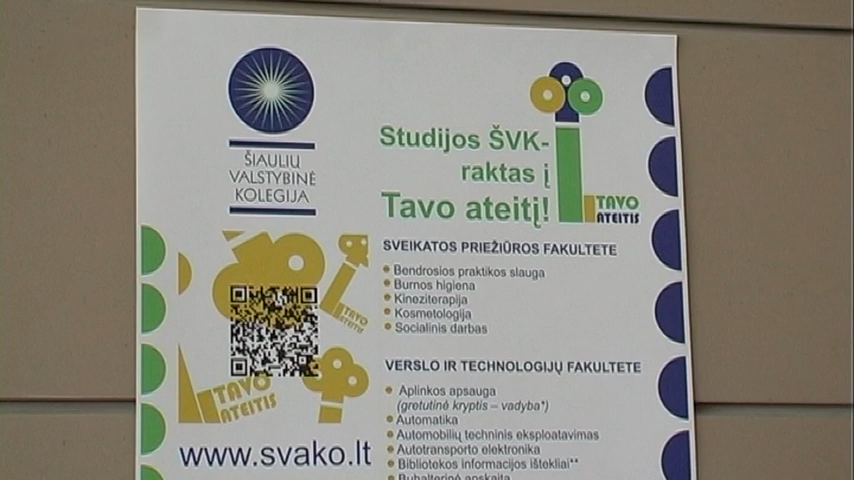 ŠIAULIŲ
VALSTYBINĖ
KOLEGIJA
Studijos ŠVK-
raktas į
Tavo ateitį!
TAVO
ATEITIS
SVEIKATOS PRIEŽIŪROS FAKULTETE
Bendrosios praktikos slauga
Burnos higiena
Kineziterapija
Kosmetologija
Socialinis darbas
VERSLO IR TECHNOLOGIJŲ FAKULTETE
Aplinkos apsauga
(gretutinė kryptis – vadyba*)
Automatika
Automobilių techninis eksploatavimas
Autotransporto elektronika
Bibliotekos informacijos ištekliai**
Buhalterinė apskaita
TAVO
ATEITIS
TAVO
ATEITIS
www.svako.lt